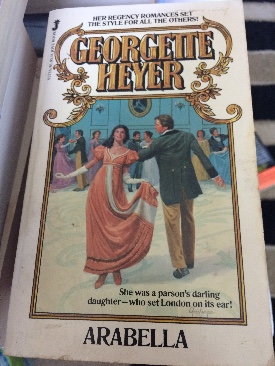 HER REGENCY ROMANCES SET
THE STYLE FOR ALL THE OTHERS!
GEORGETTE
HEYER
She was a parson's darling
daughter—who set London on its ear!
ARABELLA